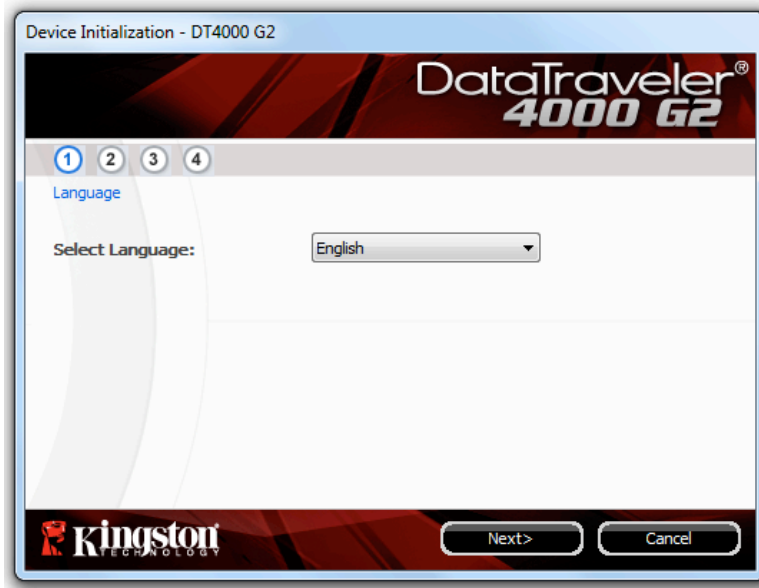 Device Initialization - DT4000 G2
DataTraveler®
4000 G2
1 2 3 4
Language
Select Language: English
Kingston
TECHNOLOGY
Next> Cancel